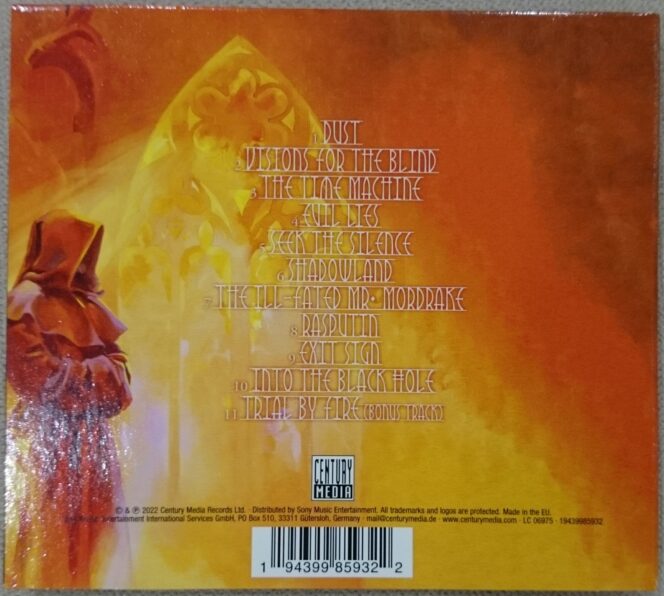 1. DUST
2. VISIONS FOR THE BLIND
3. THE TIME MACHINE
4. EVIL LIES
5. SEEK THE SILENCE
6. SHADOWLAND
7. THE ILL-FATED MR. MORDRAKE
8. RASPUTIN
9. EXIT SIGN
10. INTO THE BLACK HOLE
11. TRIAL BY FIRE (BONUS TRACK)
CENTURY
MEDIA
© & ℗ 2022 Century Media Records Ltd. · Distributed by Sony Music Entertainment. All trademarks and logos are protected. Made in the EU.
Entertainment International Services GmbH, PO Box 510, 33311 Gütersloh, Germany · mail@centurymedia.de · www.centurymedia.com · LC 06975 · 19439985932
1 94399 85932 2